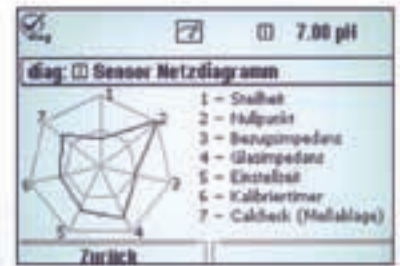 diag
7.00 pH
diag: Sensor Netzdiagramm
1 - Steilheit
2 - Nullpunkt
3 - Bezugsimpedanz
4 - Glasimpedanz
5 - Einstellzeit
6 - Kalibriertimer
7 - Calcheck (Meßablage)
1
2
3
4
5
6
7
Zurück